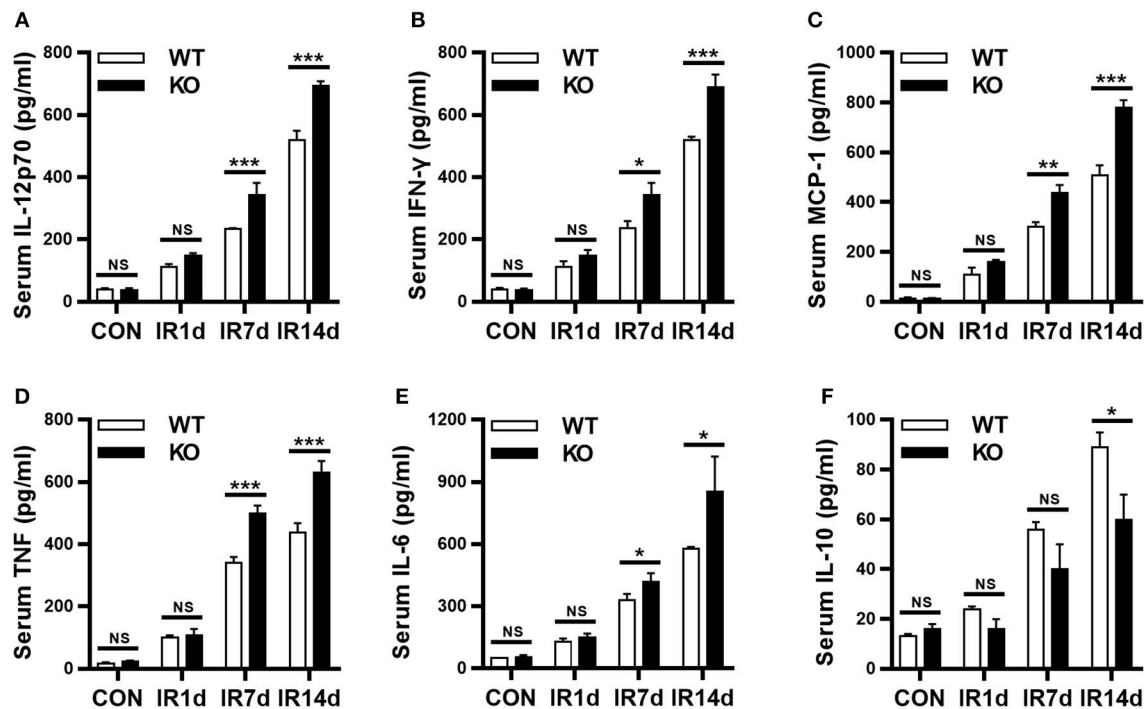 A
Serum IL-12p70 (pg/ml)
800
600
400
200
0
WT
KO
NS
NS
***
***
CON IR1d IR7d IR14d
B
Serum IFN-γ (pg/ml)
800
600
400
200
0
WT
KO
NS
NS
*
***
CON IR1d IR7d IR14d
C
Serum MCP-1 (pg/ml)
1000
800
600
400
200
0
WT
KO
NS
NS
**
***
CON IR1d IR7d IR14d
D
Serum TNF (pg/ml)
800
600
400
200
0
WT
KO
NS
NS
***
***
CON IR1d IR7d IR14d
E
Serum IL-6 (pg/ml)
1200
900
600
300
0
WT
KO
NS
NS
*
*
CON IR1d IR7d IR14d
F
Serum IL-10 (pg/ml)
100
80
60
40
20
0
WT
KO
NS
NS
NS
*
CON IR1d IR7d IR14d